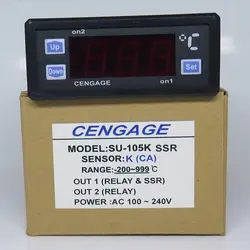 on2
Up
°C
Down
Set
CENGAGE
on1
CENGAGE
MODEL:SU-105K SSR
SENSOR:K (CA)
RANGE:-200~999°C
OUT 1 (RELAY & SSR)
OUT 2 (RELAY)
POWER :AC 100~ 240V